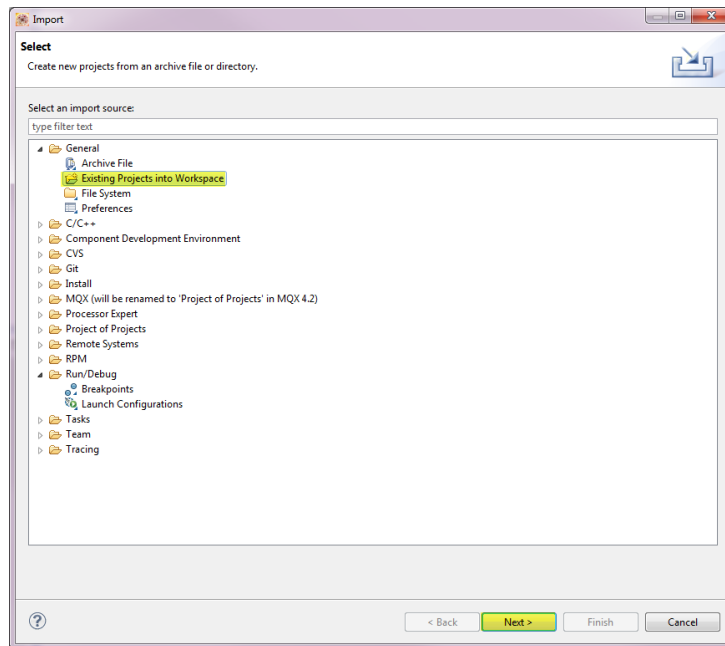 Import
Select
Create new projects from an archive file or directory.
Select an import source:
type filter text
General
Archive File
Existing Projects into Workspace
File System
Preferences
C/C++
Component Development Environment
CVS
Git
Install
MQX (will be renamed to 'Project of Projects' in MQX 4.2)
Processor Expert
Project of Projects
Remote Systems
RPM
Run/Debug
Breakpoints
Launch Configurations
Tasks
Team
Tracing
? < Back Next > Finish Cancel